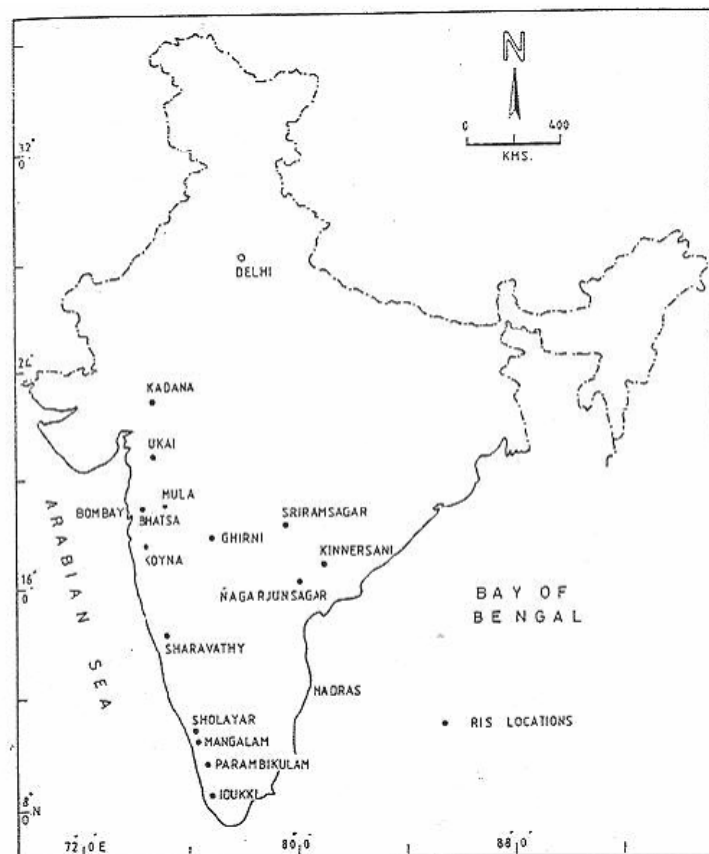 N
0 400
KMS.
32°
0'
DELHI
24°
0'
KADANA
UKAI
MULA
BOMBAY
BHATSA
SRIRAMSAGAR
GHIRNI
KINNERSANI
KOYNA
16°
0'
NAGARJUNSAGAR
ARABIAN SEA
BAY OF
BENGAL
SHARAVATHY
MADRAS
SHOLAYAR
RIS LOCATIONS
MANGALAM
PARAMBIKULAM
IDUKKI
8°
0' N
72° 0' E 80° 0' 88° 0'